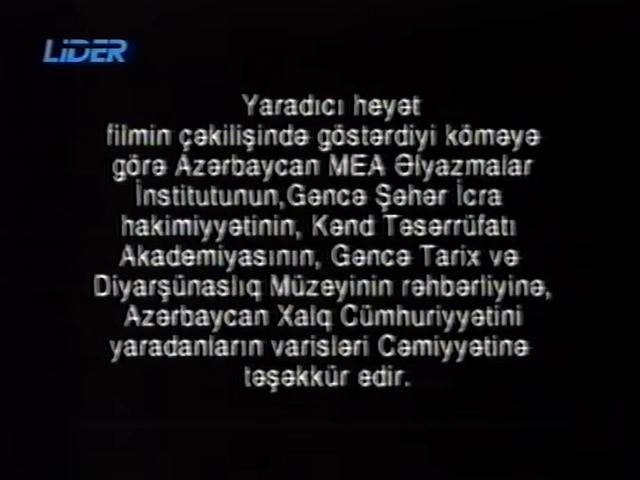 LiDER
Yaradıcı heyət
filmin çəkilişində göstərdiyi köməyə
görə Azərbaycan MEA Əlyazmalar
İnstitutunun,Gəncə Şəhər İcra
hakimiyyətinin, Kənd Təsərrüfatı
Akademiyasının, Gəncə Tarix və
Diyarşünaslıq Müzeyinin rəhbərliyinə,
Azərbaycan Xalq Cümhuriyyətini
yaradanların varisləri Cəmiyyətinə
təşəkkür edir.